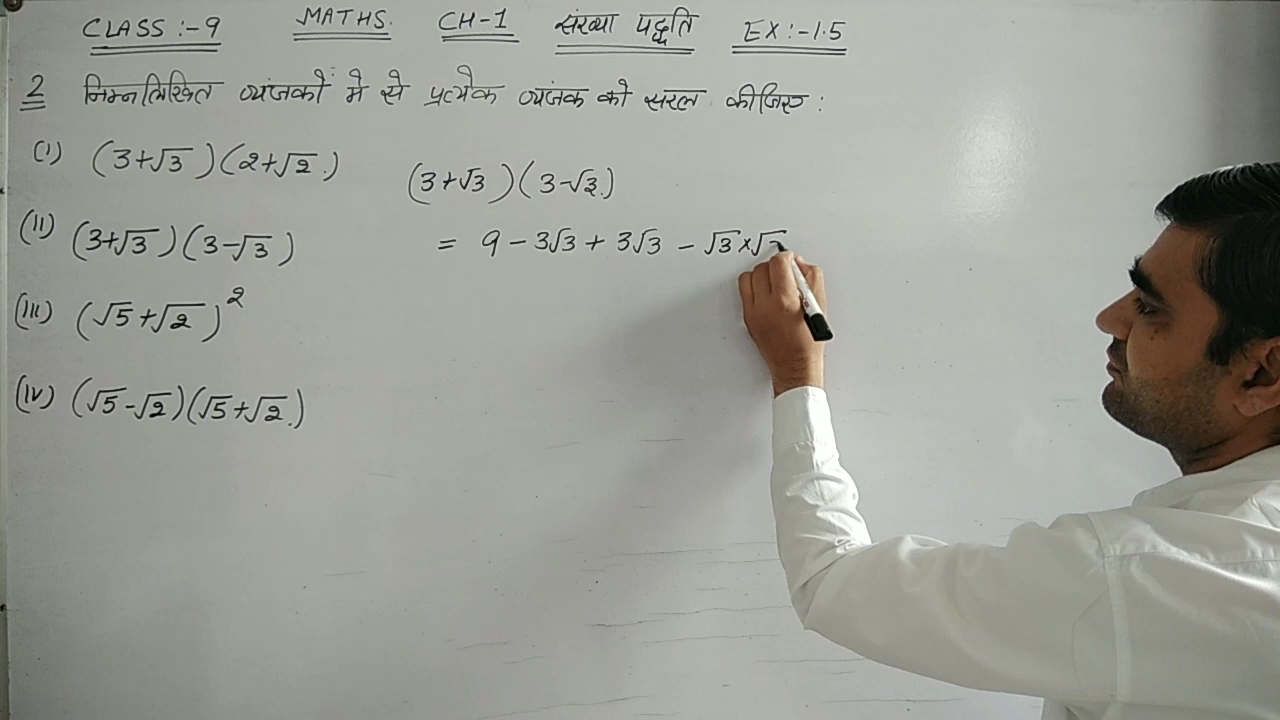 CLASS :- 9 MATHS. CH-1 संख्या पद्धति EX:-1.5
2 निम्नलिखित व्यंजकों में से प्रत्येक व्यंजक को सरल कीजिए :
(i) (3+√3)(2+√2)
(ii) (3+√3)(3-√3)
(iii) (√5+√2)²
(iv) (√5-√2)(√5+√2)
(3+√3)(3-√3)
= 9 - 3√3 + 3√3 - √3×√